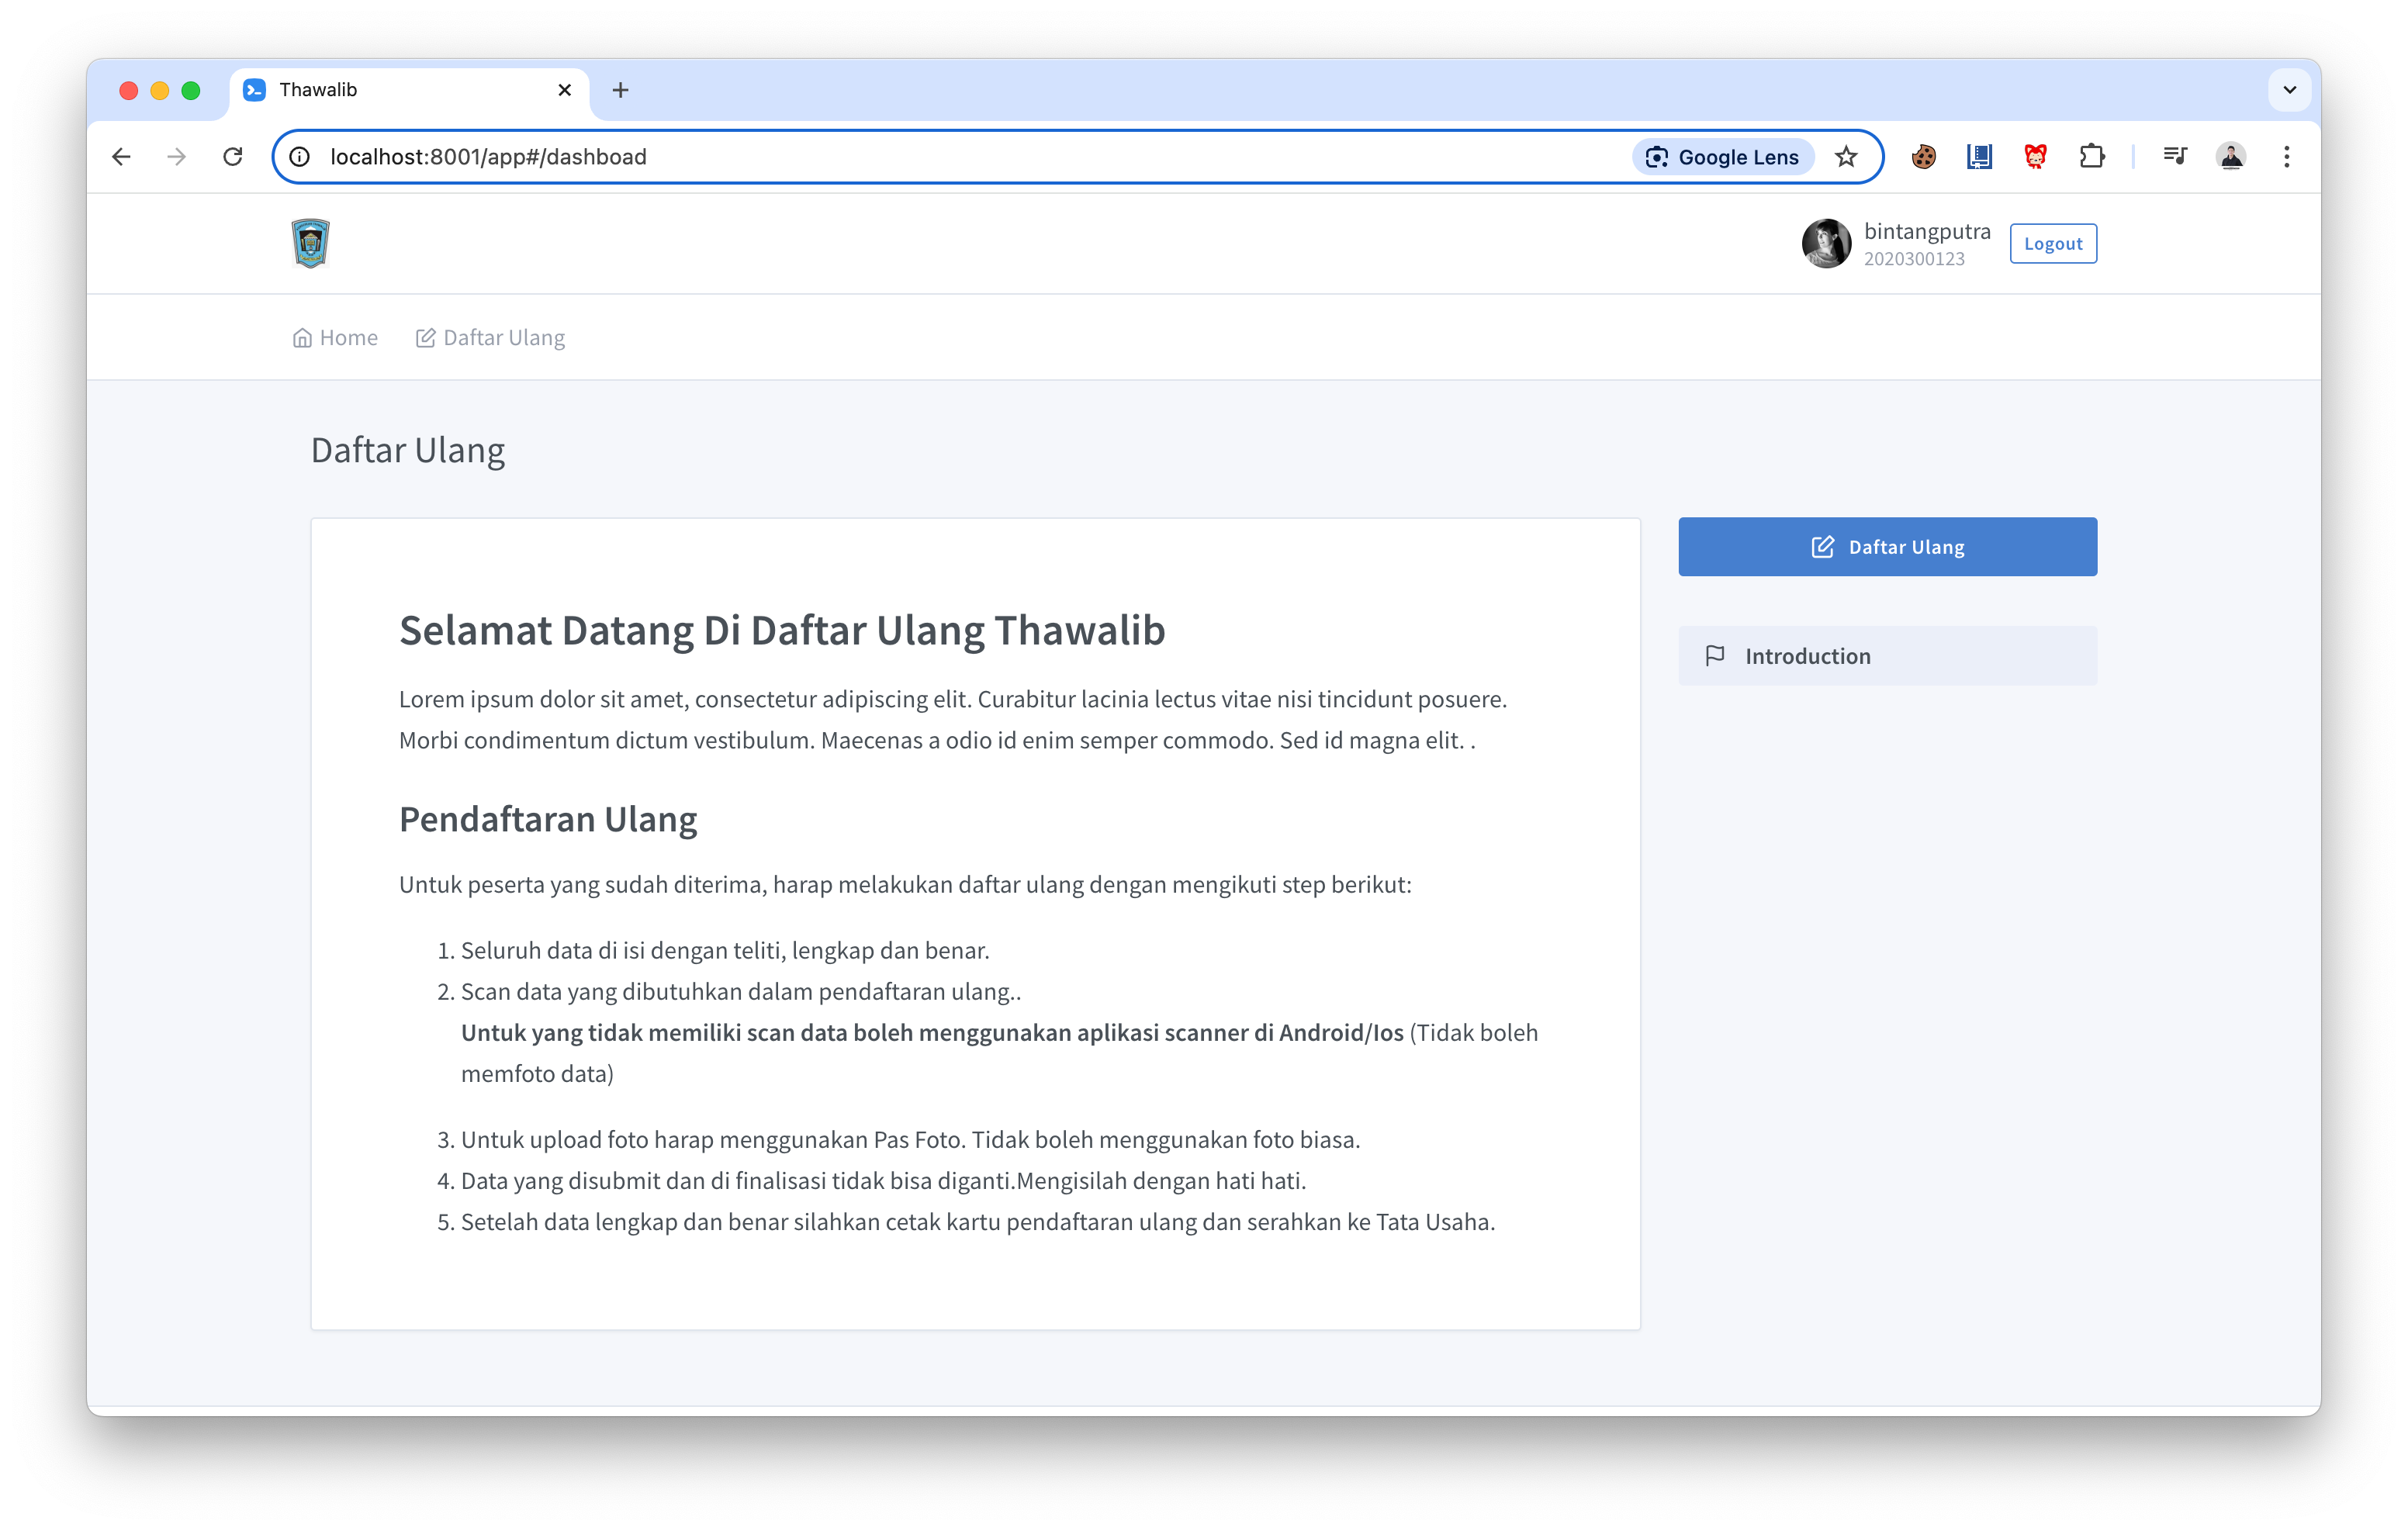 Thawalib
localhost:8001/app#/dashboad
Google Lens
bintangputra
2020300123
Logout
Home
Daftar Ulang
Daftar Ulang
Daftar Ulang
Selamat Datang Di Daftar Ulang Thawalib
Introduction
Lorem ipsum dolor sit amet, consectetur adipiscing elit. Curabitur lacinia lectus vitae nisi tincidunt posuere.
Morbi condimentum dictum vestibulum. Maecenas a odio id enim semper commodo. Sed id magna elit. .
Pendaftaran Ulang
Untuk peserta yang sudah diterima, harap melakukan daftar ulang dengan mengikuti step berikut:
1. Seluruh data di isi dengan teliti, lengkap dan benar.
2. Scan data yang dibutuhkan dalam pendaftaran ulang..
Untuk yang tidak memiliki scan data boleh menggunakan aplikasi scanner di Android/Ios (Tidak boleh
memfoto data)
3. Untuk upload foto harap menggunakan Pas Foto. Tidak boleh menggunakan foto biasa.
4. Data yang disubmit dan di finalisasi tidak bisa diganti.Mengisilah dengan hati hati.
5. Setelah data lengkap dan benar silahkan cetak kartu pendaftaran ulang dan serahkan ke Tata Usaha.